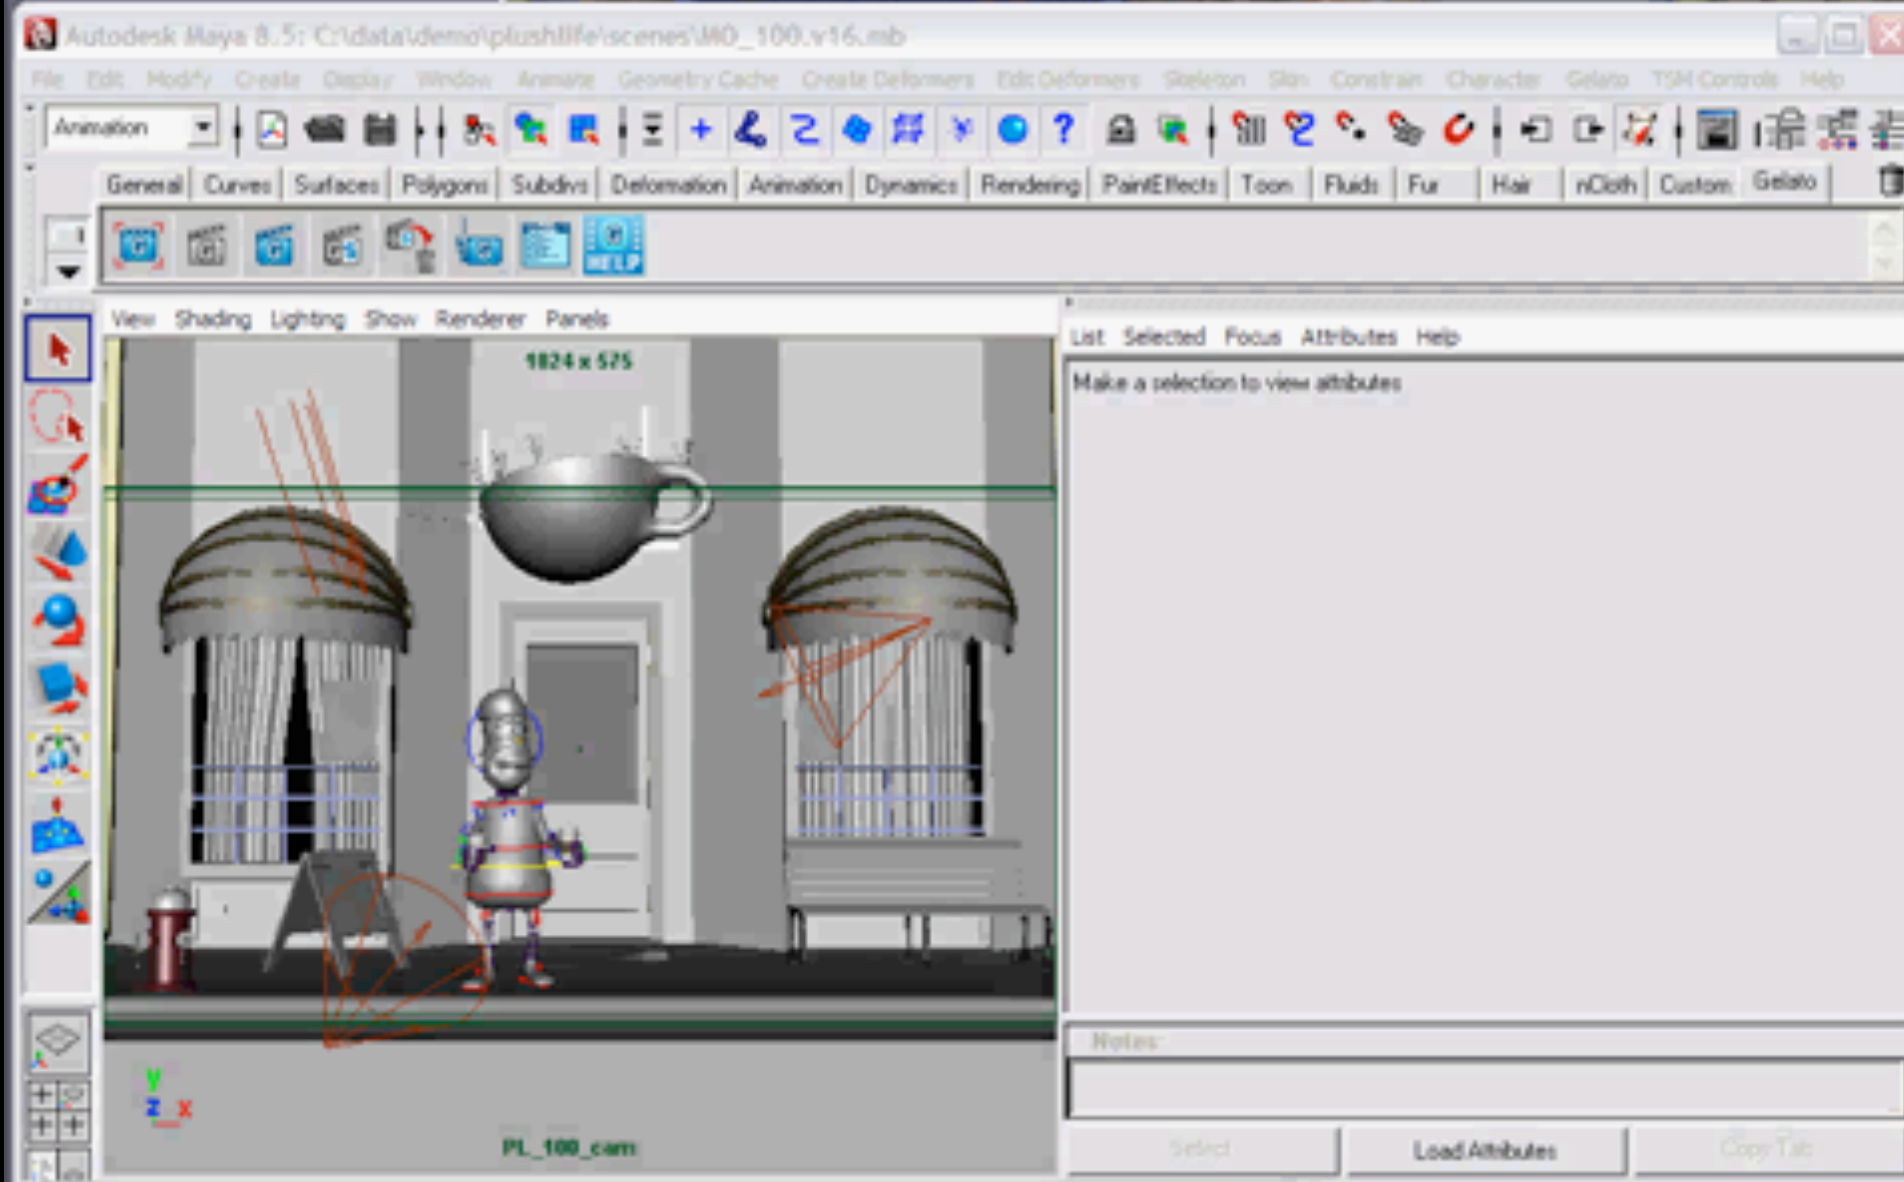 Autodesk Maya 8.5: C:\data\demo\plushlife\scenes\MO_100.v16.mb
File Edit Modify Create Display Window Animate Geometry Cache Create Deformers Edit Deformers Skeleton Skin Constrain Character Gelato TSM Controls Help
Animation
General Curves Surfaces Polygons Subdivs Deformation Animation Dynamics Rendering PaintEffects Toon Fluids Fur Hair nCloth Custom Gelato
HELP
View Shading Lighting Show Renderer Panels
List Selected Focus Attributes Help
1024 x 575
Make a selection to view attributes
Notes:
y
z x
PL_100_cam
Select Load Attributes Copy Tab